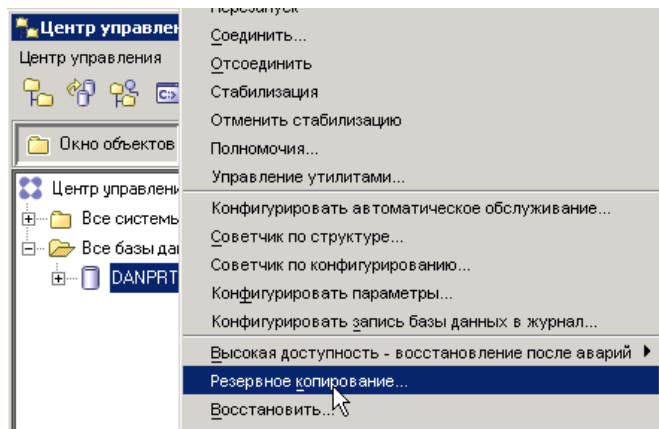 Центр управлен
Центр управления
Окно объектов
Центр управлени
Все системы
Все базы да
DANPRT
Перезапуск
Соединить...
Отсоединить
Стабилизация
Отменить стабилизацию
Полномочия...
Управление утилитами...
Конфигурировать автоматическое обслуживание...
Советчик по структуре...
Советчик по конфигурированию...
Конфигурировать параметры...
Конфигурировать запись базы данных в журнал...
Высокая доступность - восстановление после аварий
Резервное копирование...
Восстановить...